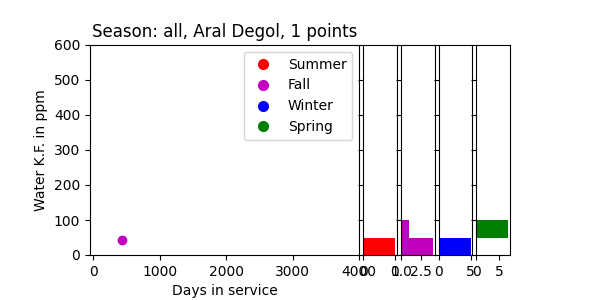 Season: all, Aral Degol, 1 points
Water K.F. in ppm
600
500
400
300
200
100
0
Summer
Fall
Winter
Spring
0 1000 2000 3000 4000 0 1 0.0 2.5 0 50 5
Days in service